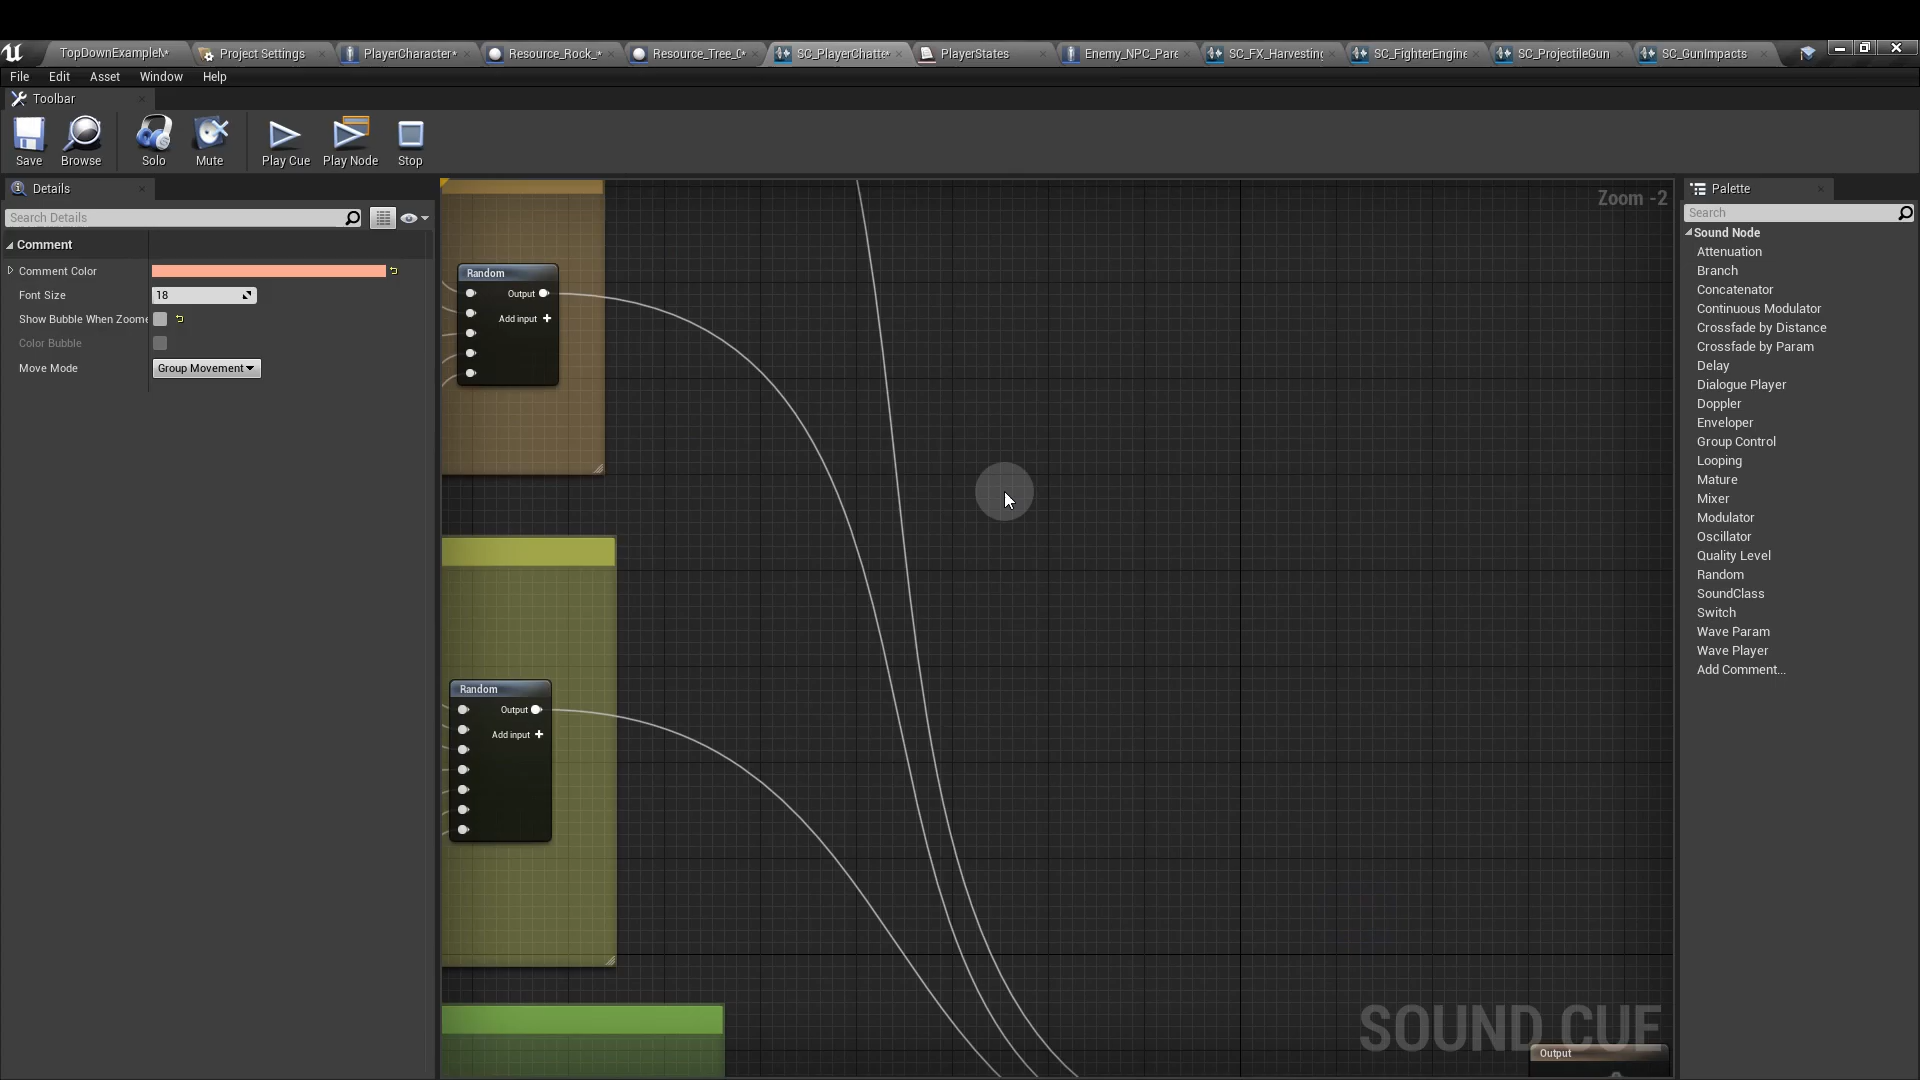 TopDownExampleM*
Project Settings
PlayerCharacter*
Resource_Rock_*
Resource_Tree_0*
SC_PlayerChatte*
PlayerStates
Enemy_NPC_Pare
SC_FX_Harvesting
SC_FighterEngine
SC_ProjectileGun
SC_GunImpacts
File Edit Asset Window Help
Toolbar
Save
Browse
Solo
Mute
Play Cue
Play Node
Stop
Details
Search Details
Comment
Comment Color
Font Size
18
Show Bubble When Zoome
Color Bubble
Move Mode
Group Movement
Zoom -2
Random
Output
Add input
Random
Output
Add input
SOUND CUE
Output
Palette
Search
Sound Node
Attenuation
Branch
Concatenator
Continuous Modulator
Crossfade by Distance
Crossfade by Param
Delay
Dialogue Player
Doppler
Enveloper
Group Control
Looping
Mature
Mixer
Modulator
Oscillator
Quality Level
Random
SoundClass
Switch
Wave Param
Wave Player
Add Comment...